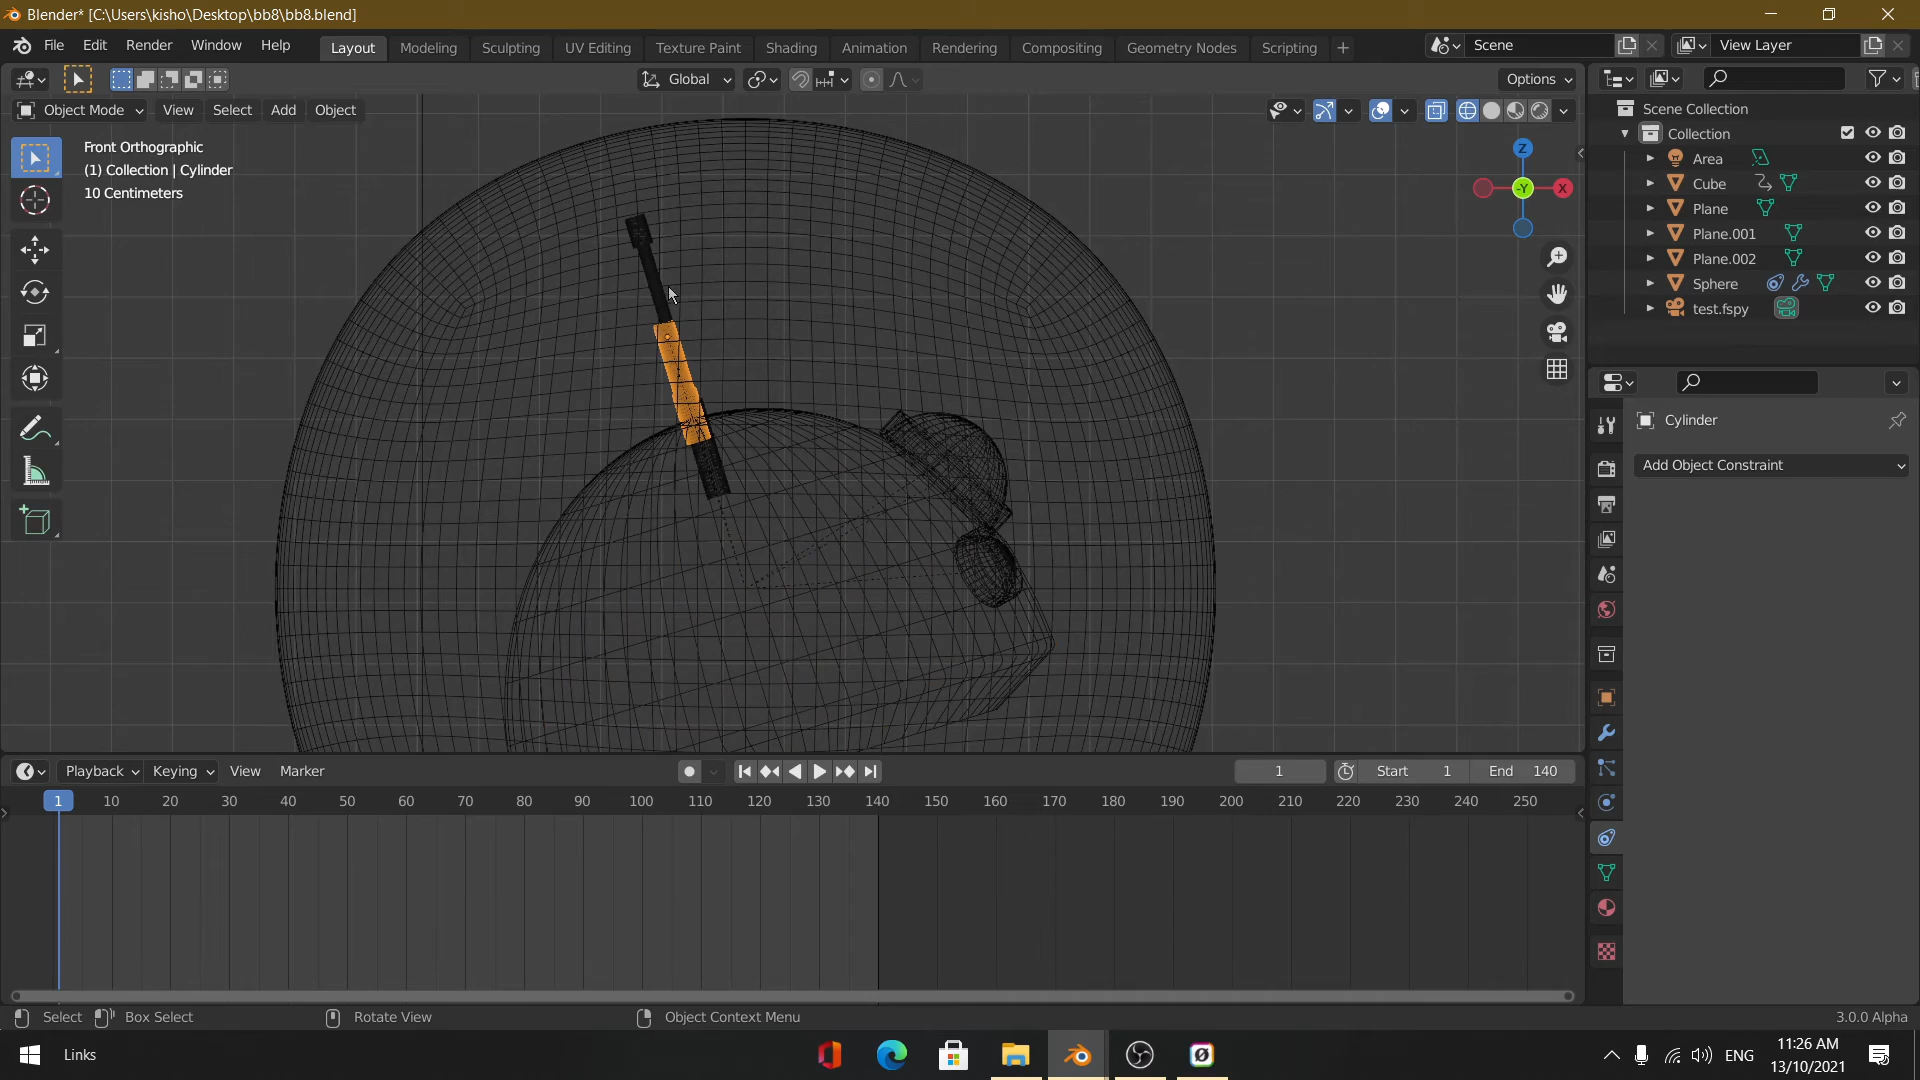 Blender* [C:\Users\kisho\Desktop\bb8\bb8.blend]
File Edit Render Window Help
Layout Modeling Sculpting UV Editing Texture Paint Shading Animation Rendering Compositing Geometry Nodes Scripting +
Scene
View Layer
Global
Options
Object Mode View Select Add Object
Front Orthographic
(1) Collection | Cylinder
10 Centimeters
Z
-Y
X
Scene Collection
Collection
Area
Cube
Plane
Plane.001
Plane.002
Sphere
test.fspy
Cylinder
Add Object Constraint
Playback Keying View Marker
1
Start 1
End 140
1 10 20 30 40 50 60 70 80 90 100 110 120 130 140 150 160 170 180 190 200 210 220 230 240 250
Select Box Select Rotate View Object Context Menu
3.0.0 Alpha
Links
ENG
11:26 AM
13/10/2021